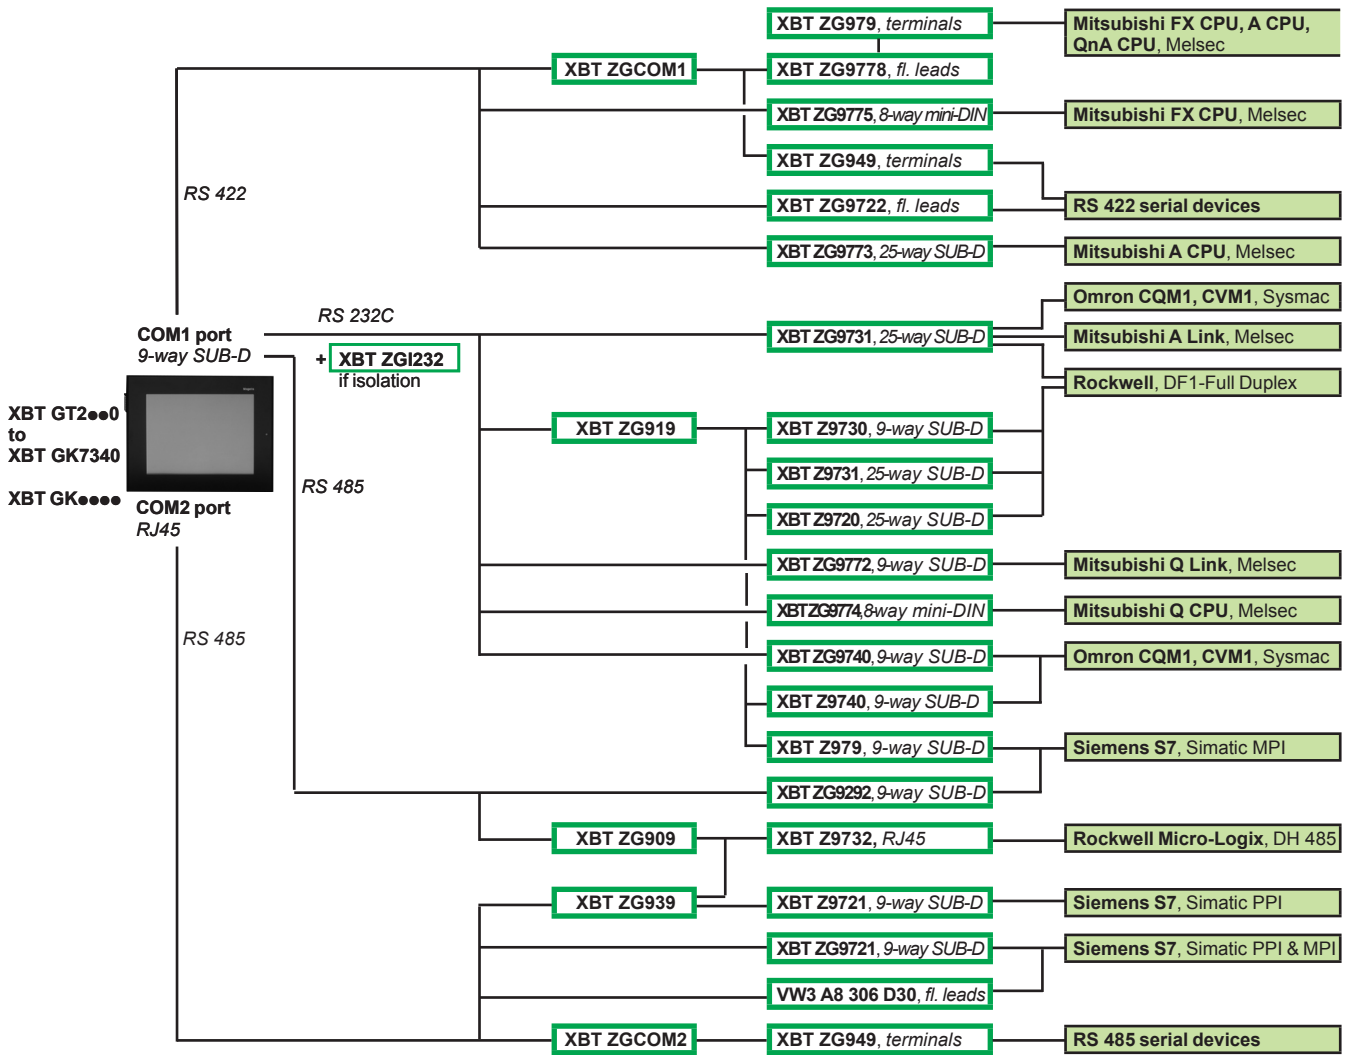 XBT ZG979, terminals
Mitsubishi FX CPU, A CPU,
QnA CPU, Melsec
XBT ZGCOM1
XBT ZG9778, fl. leads
XBT ZG9775, 8-way mini-DIN
Mitsubishi FX CPU, Melsec
XBT ZG949, terminals
RS 422
XBT ZG9722, fl. leads
RS 422 serial devices
XBT ZG9773, 25-way SUB-D
Mitsubishi A CPU, Melsec
Omron CQM1, CVM1, Sysmac
RS 232C
COM1 port
9-way SUB-D
XBT ZG9731, 25-way SUB-D
Mitsubishi A Link, Melsec
+ XBT ZGI232
if isolation
Rockwell, DF1-Full Duplex
XBT GT2●●0
to
XBT GK7340
XBT ZG919
XBT Z9730, 9-way SUB-D
XBT Z9731, 25-way SUB-D
RS 485
XBT GK●●●●
COM2 port
RJ45
XBT Z9720, 25-way SUB-D
XBT ZG9772, 9-way SUB-D
Mitsubishi Q Link, Melsec
XBT ZG9774, 8-way mini-DIN
Mitsubishi Q CPU, Melsec
RS 485
XBT ZG9740, 9-way SUB-D
Omron CQM1, CVM1, Sysmac
XBT Z9740, 9-way SUB-D
XBT Z979, 9-way SUB-D
Siemens S7, Simatic MPI
XBT ZG9292, 9-way SUB-D
XBT ZG909
XBT Z9732, RJ45
Rockwell Micro-Logix, DH 485
XBT ZG939
XBT Z9721, 9-way SUB-D
Siemens S7, Simatic PPI
XBT ZG9721, 9-way SUB-D
Siemens S7, Simatic PPI & MPI
VW3 A8 306 D30, fl. leads
XBT ZGCOM2
XBT ZG949, terminals
RS 485 serial devices